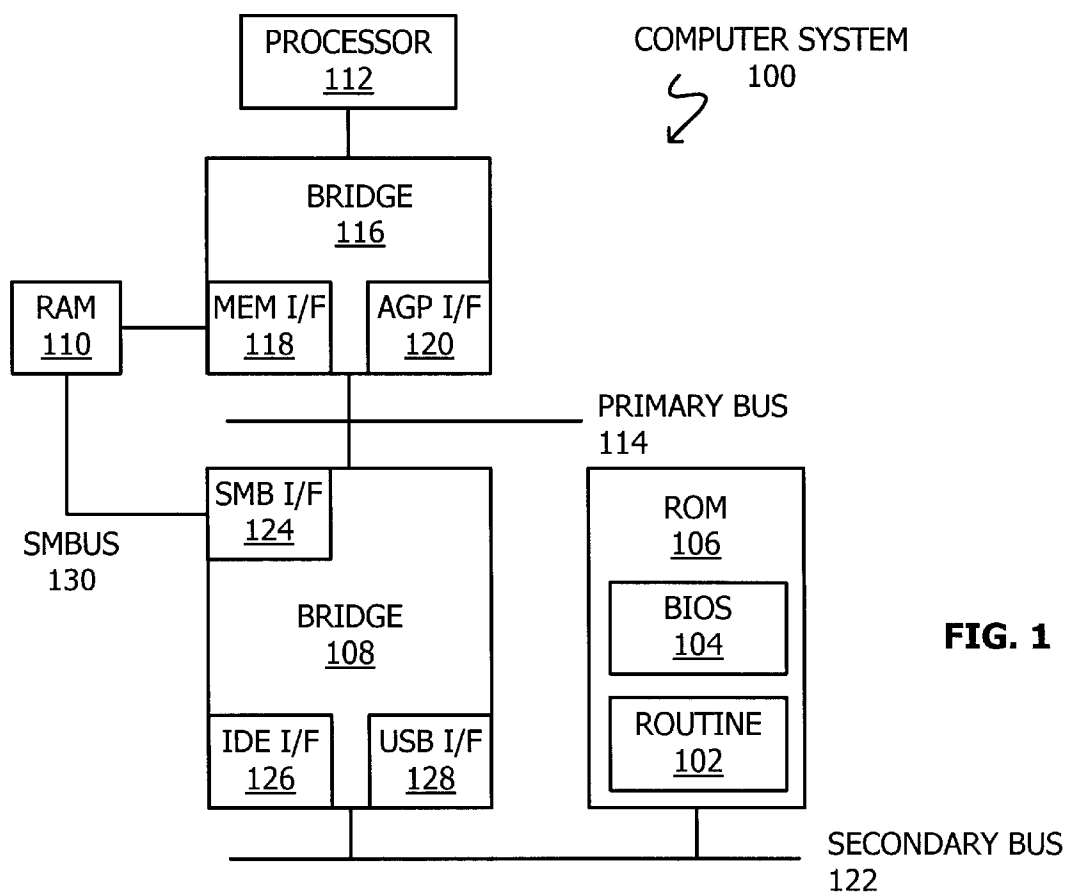 PROCESSOR
112
COMPUTER SYSTEM
100
BRIDGE
116
RAM
110
MEM I/F
118
AGP I/F
120
PRIMARY BUS
114
SMB I/F
124
SMBUS
130
BRIDGE
108
IDE I/F
126
USB I/F
128
ROM
106
BIOS
104
ROUTINE
102
FIG. 1
SECONDARY BUS
122